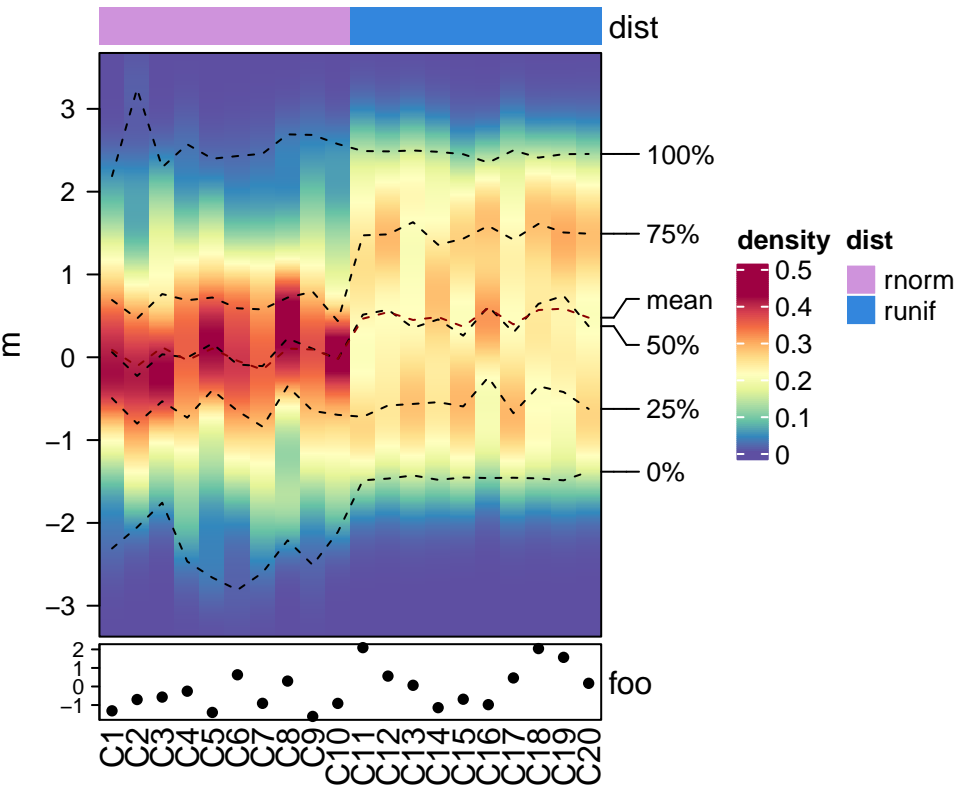 dist
m
3
2
1
0
−1
−2
−3
100%
75%
mean
50%
25%
0%
density
0.5
0.4
0.3
0.2
0.1
0
dist
rnorm
runif
2
1
0
−1
foo
C1
C2
C3
C4
C5
C6
C7
C8
C9
C10
C11
C12
C13
C14
C15
C16
C17
C18
C19
C20